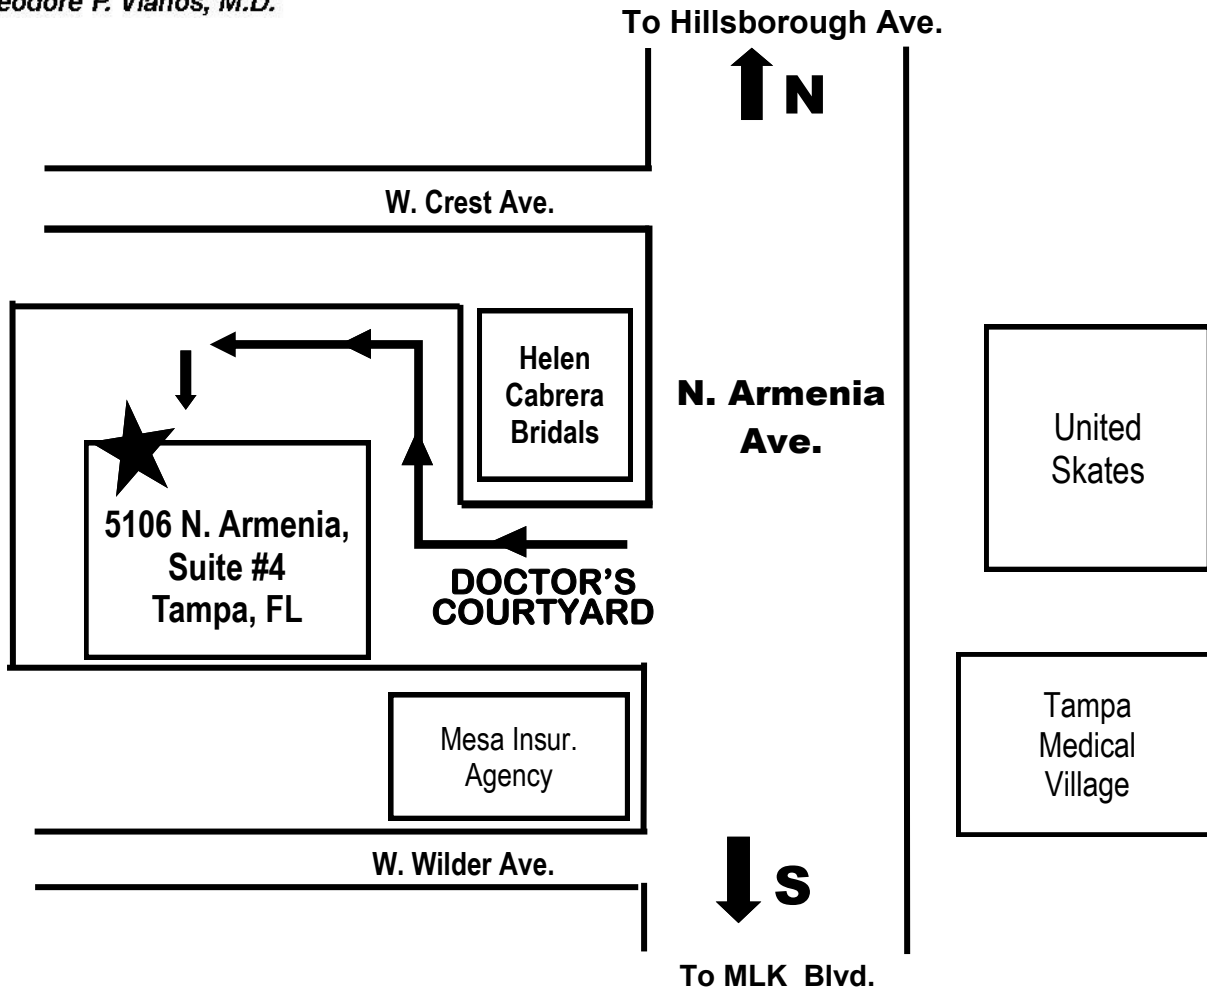 P. Vlahos, M.D.
To Hillsborough Ave.
N
W. Crest Ave.
Helen
Cabrera
Bridals
N. Armenia
Ave.
United
Skates
5106 N. Armenia,
Suite #4
Tampa, FL
DOCTOR'S
COURTYARD
Mesa Insur.
Agency
Tampa
Medical
Village
W. Wilder Ave.
S
To MLK Blvd.